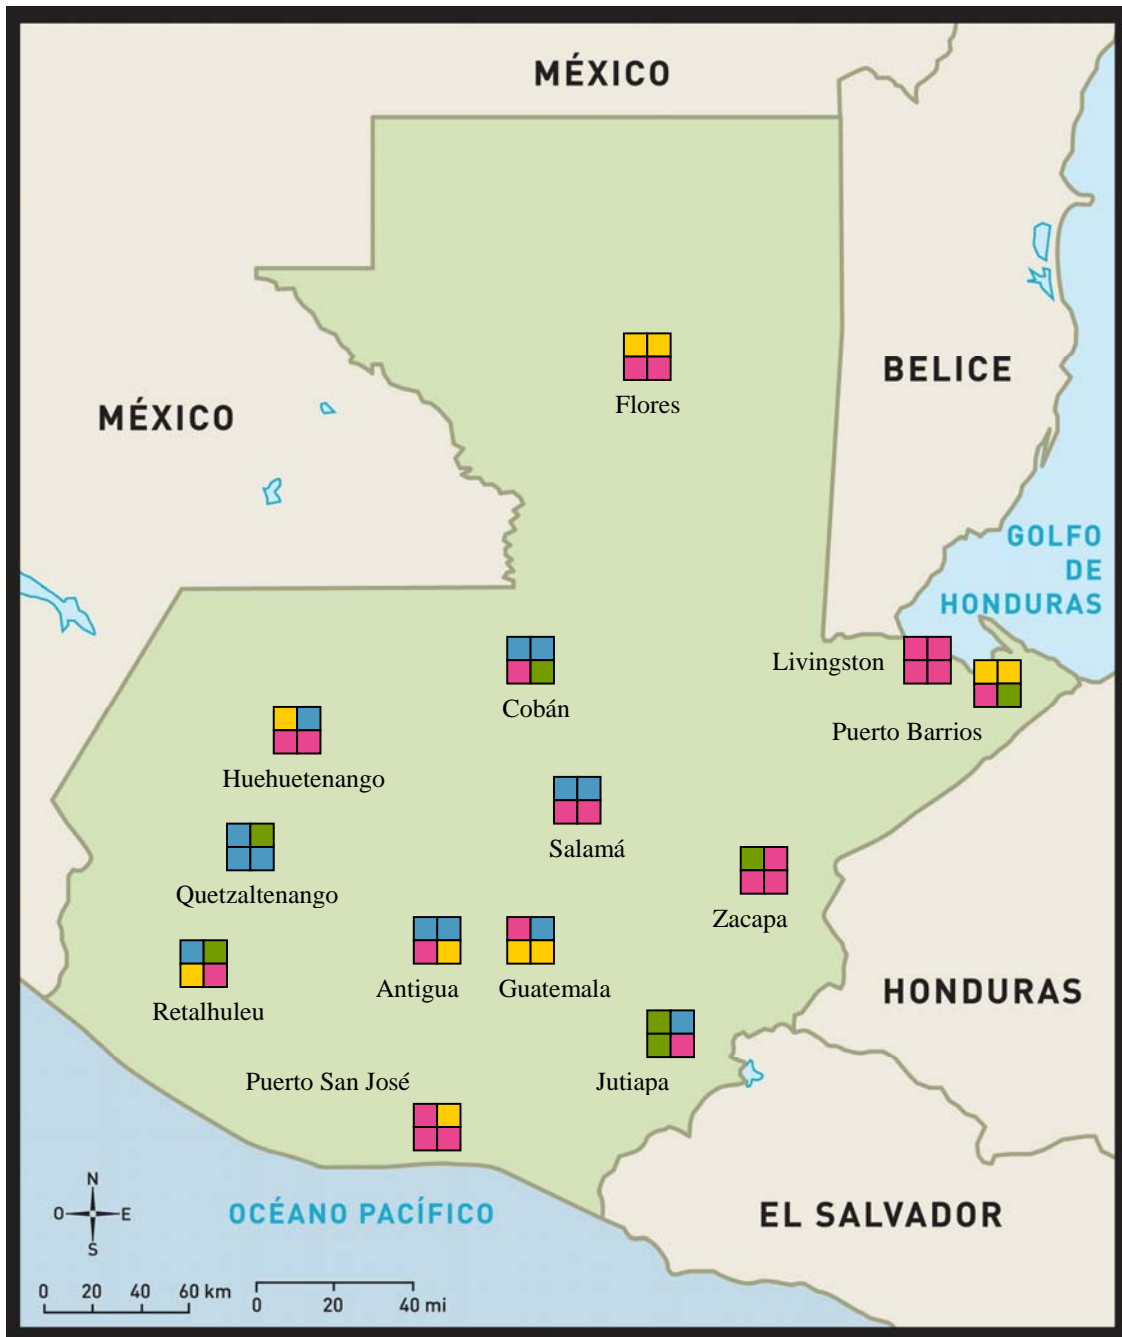 MÉXICO
BELICE
Flores
MÉXICO
GOLFO
DE
HONDURAS
Livingston
Cobán
Puerto Barrios
Huehuetenango
Salamá
Quetzaltenango
Zacapa
Antigua
Guatemala
HONDURAS
Retalhuleu
Puerto San José
Jutiapa
N
O
E
S
OCÉANO PACÍFICO
EL SALVADOR
0 20 40 60 km
0 20 40 mi